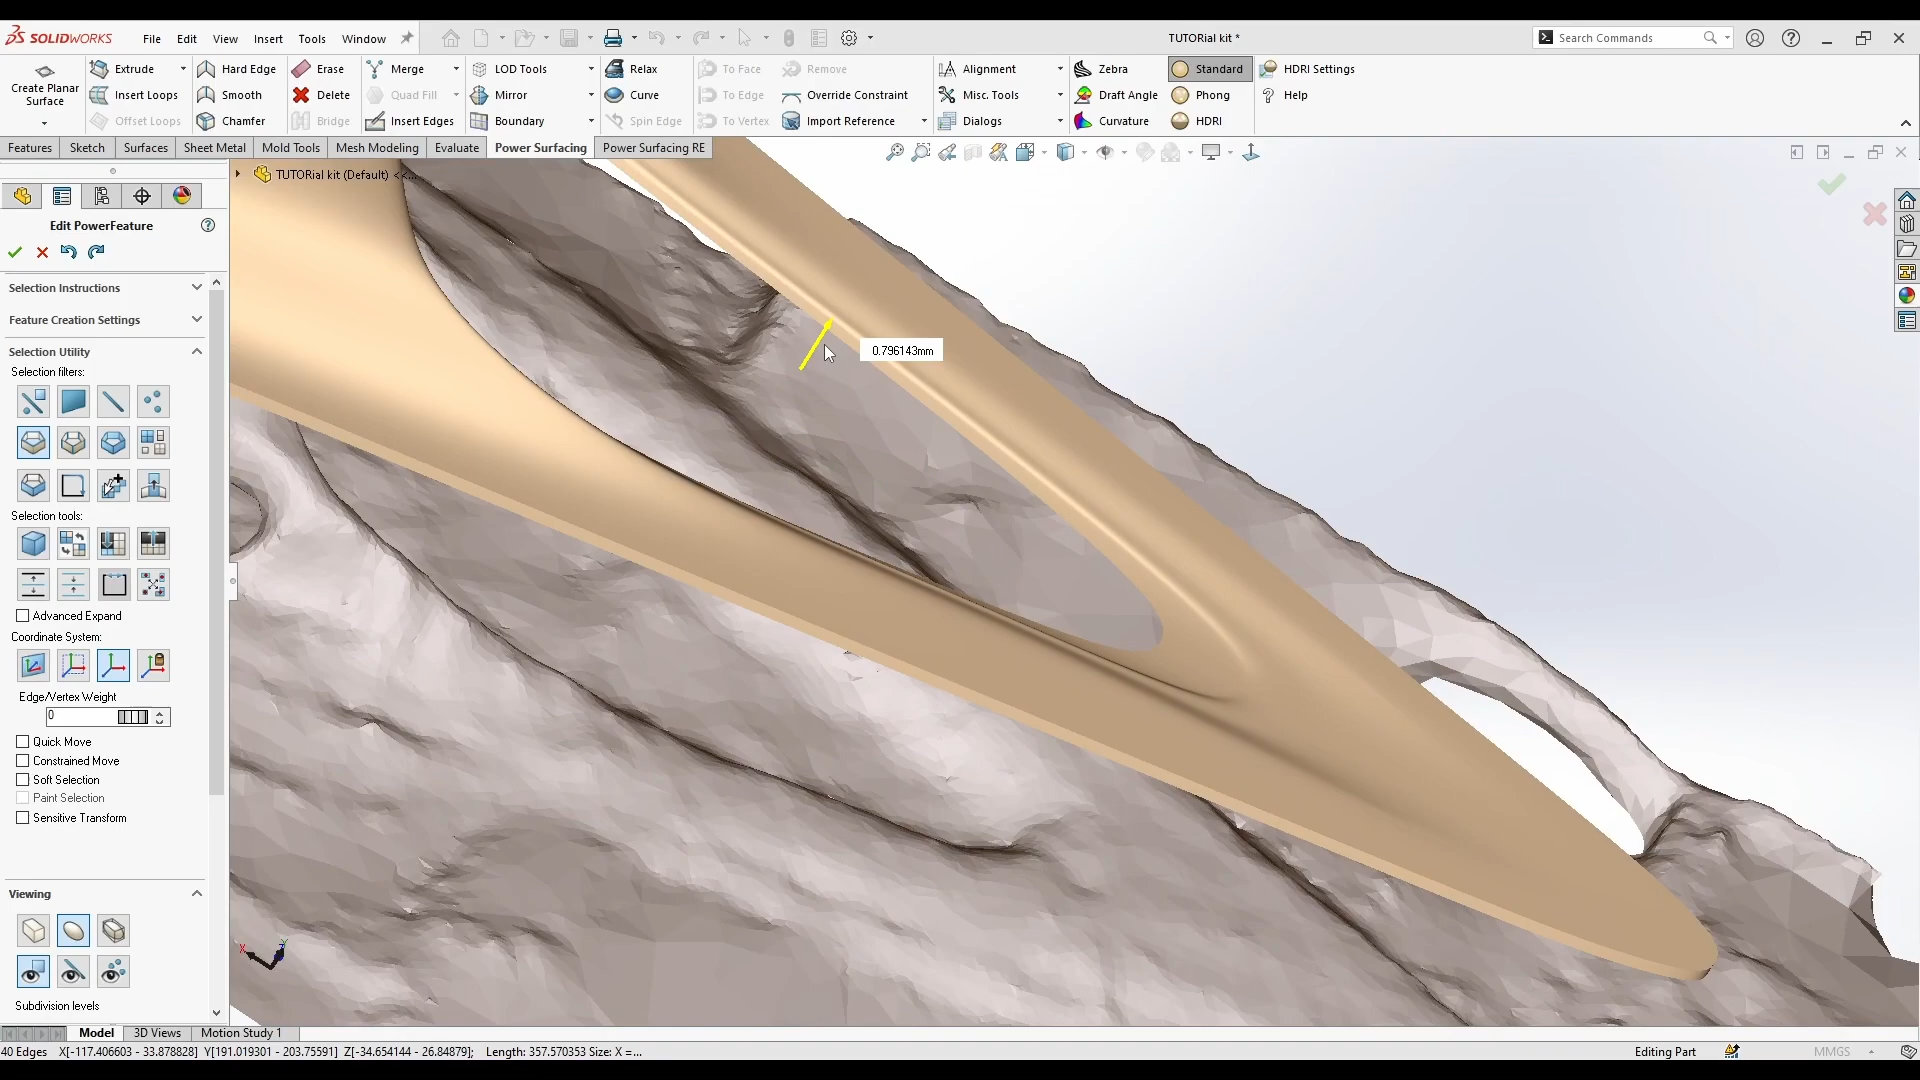 SOLIDWORKS File Edit View Insert Tools Window TUTORial kit * Search Commands
Create Planar Surface
Extrude Hard Edge Erase Merge LOD Tools Relax To Face Remove Alignment Zebra Standard HDRI Settings
Insert Loops Smooth Delete Quad Fill Mirror Curve To Edge Override Constraint Misc. Tools Draft Angle Phong Help
Offset Loops Chamfer Bridge Insert Edges Boundary Spin Edge To Vertex Import Reference Dialogs Curvature HDRI
Features Sketch Surfaces Sheet Metal Mold Tools Mesh Modeling Evaluate Power Surfacing Power Surfacing RE
TUTORial kit (Default) <<...
Edit PowerFeature
Selection Instructions
Feature Creation Settings
Selection Utility
Selection filters:
0.796143mm
Selection tools:
Advanced Expand
Coordinate System:
Edge/Vertex Weight
0
Quick Move
Constrained Move
Soft Selection
Paint Selection
Sensitive Transform
Viewing
Subdivision levels
Model 3D Views Motion Study 1
40 Edges X[-117.406603 - 33.878828] Y[191.019301 - 203.75591] Z[-34.654144 - 26.84879]; Length: 357.570353 Size: X =... Editing Part MMGS